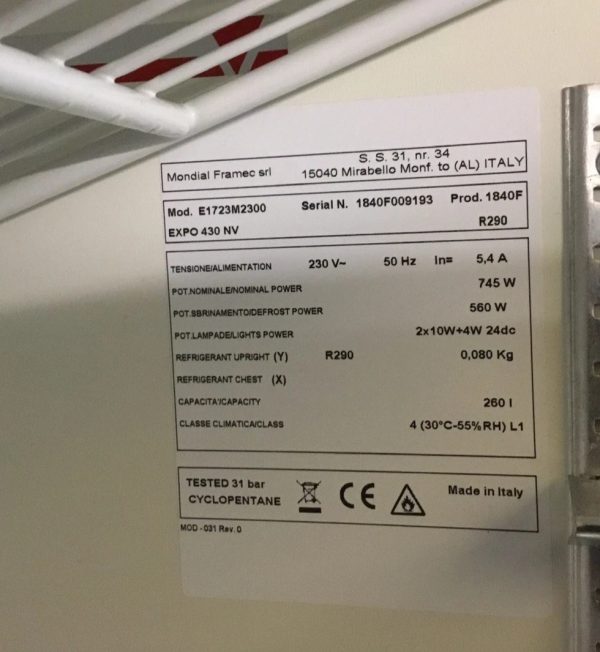 Mondial Framec srl
S. S. 31, nr. 34
15040 Mirabello Monf. to (AL) ITALY
Mod. E1723M2300 Serial N. 1840F009193 Prod. 1840F
EXPO 430 NV R290
TENSIONE/ALIMENTATION 230 V~ 50 Hz In= 5,4 A
POT.NOMINALE/NOMINAL POWER 745 W
POT.SBRINAMENTO/DEFROST POWER 560 W
POT.LAMPADE/LIGHTS POWER 2x10W+4W 24dc
REFRIGERANT UPRIGHT (Y) R290 0,080 Kg
REFRIGERANT CHEST (X)
CAPACITA'/CAPACITY 260 l
CLASSE CLIMATICA/CLASS 4 (30°C-55%RH) L1
TESTED 31 bar
CYCLOPENTANE CE Made in Italy
MOD - 031 Rev. 0